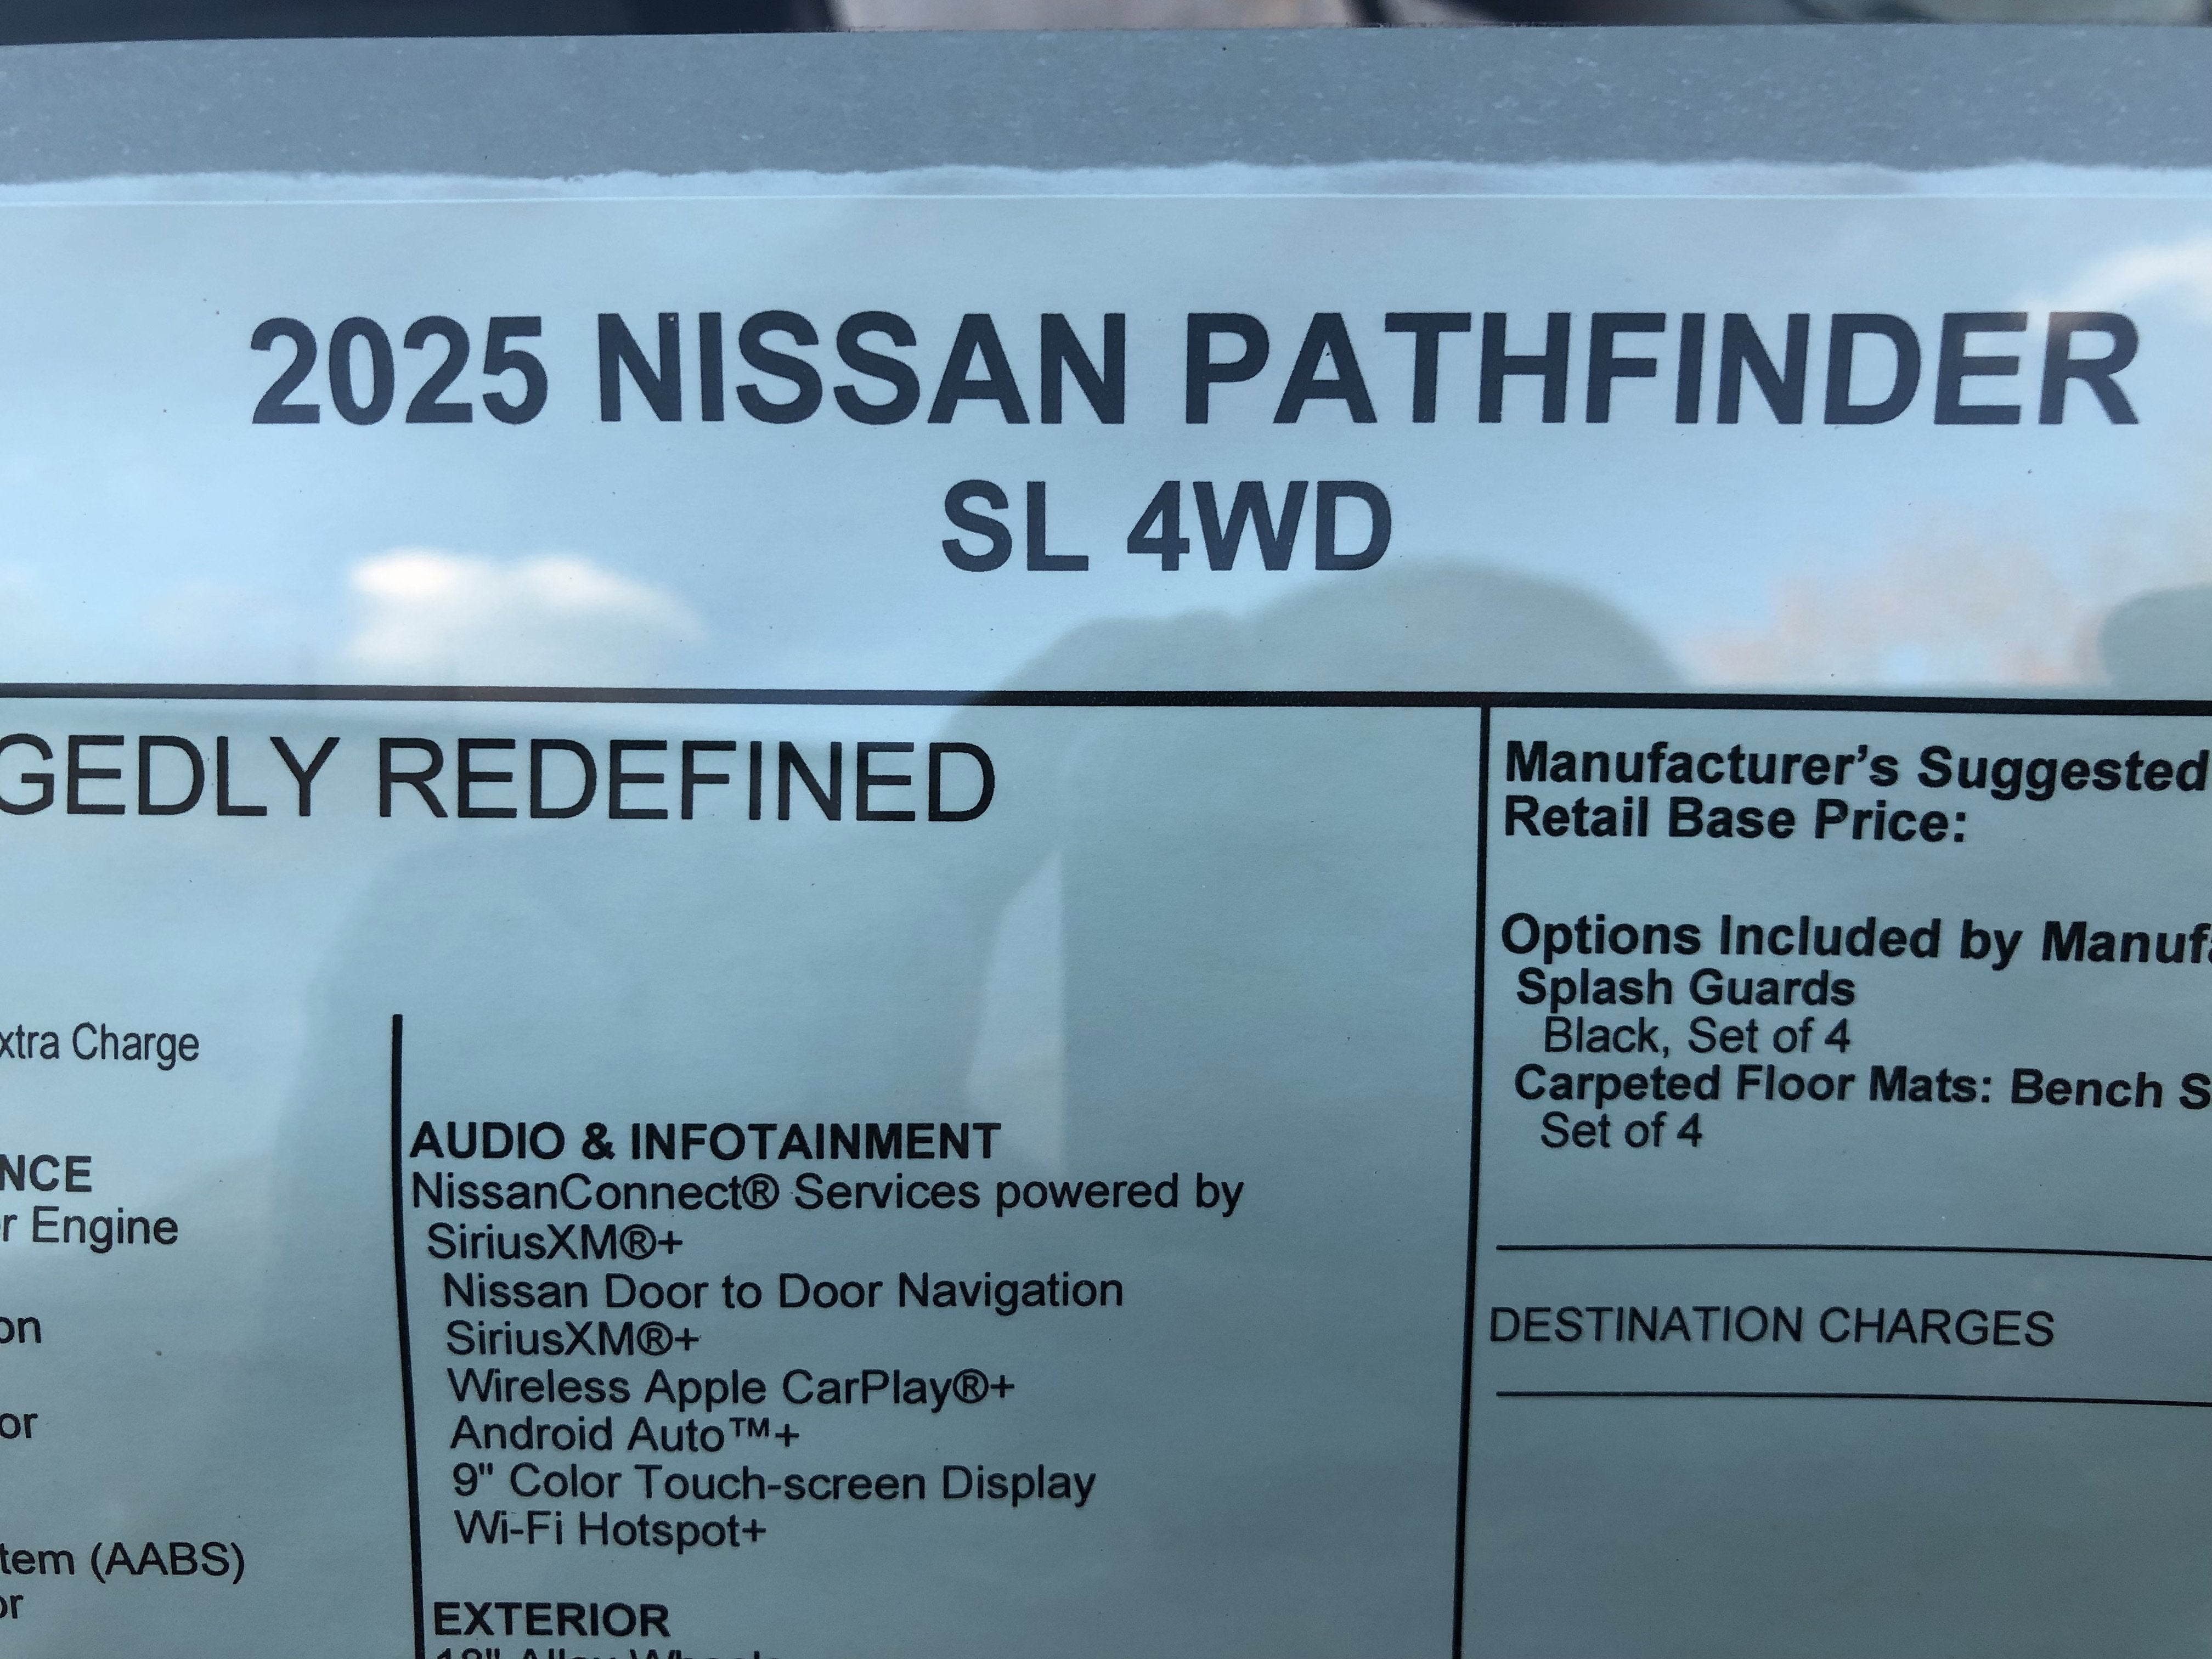 2025 NISSAN PATHFINDER
SL 4WD
GEDLY REDEFINED
xtra Charge
NCE
r Engine
on
or
tem (AABS)
or
AUDIO & INFOTAINMENT
NissanConnect® Services powered by
SiriusXM®+
Nissan Door to Door Navigation
SiriusXM®+
Wireless Apple CarPlay®+
Android Auto™+
9" Color Touch-screen Display
Wi-Fi Hotspot+
EXTERIOR
18" Alloy Wheels
Manufacturer's Suggested
Retail Base Price:
Options Included by Manuf
Splash Guards
Black, Set of 4
Carpeted Floor Mats: Bench S
Set of 4
DESTINATION CHARGES